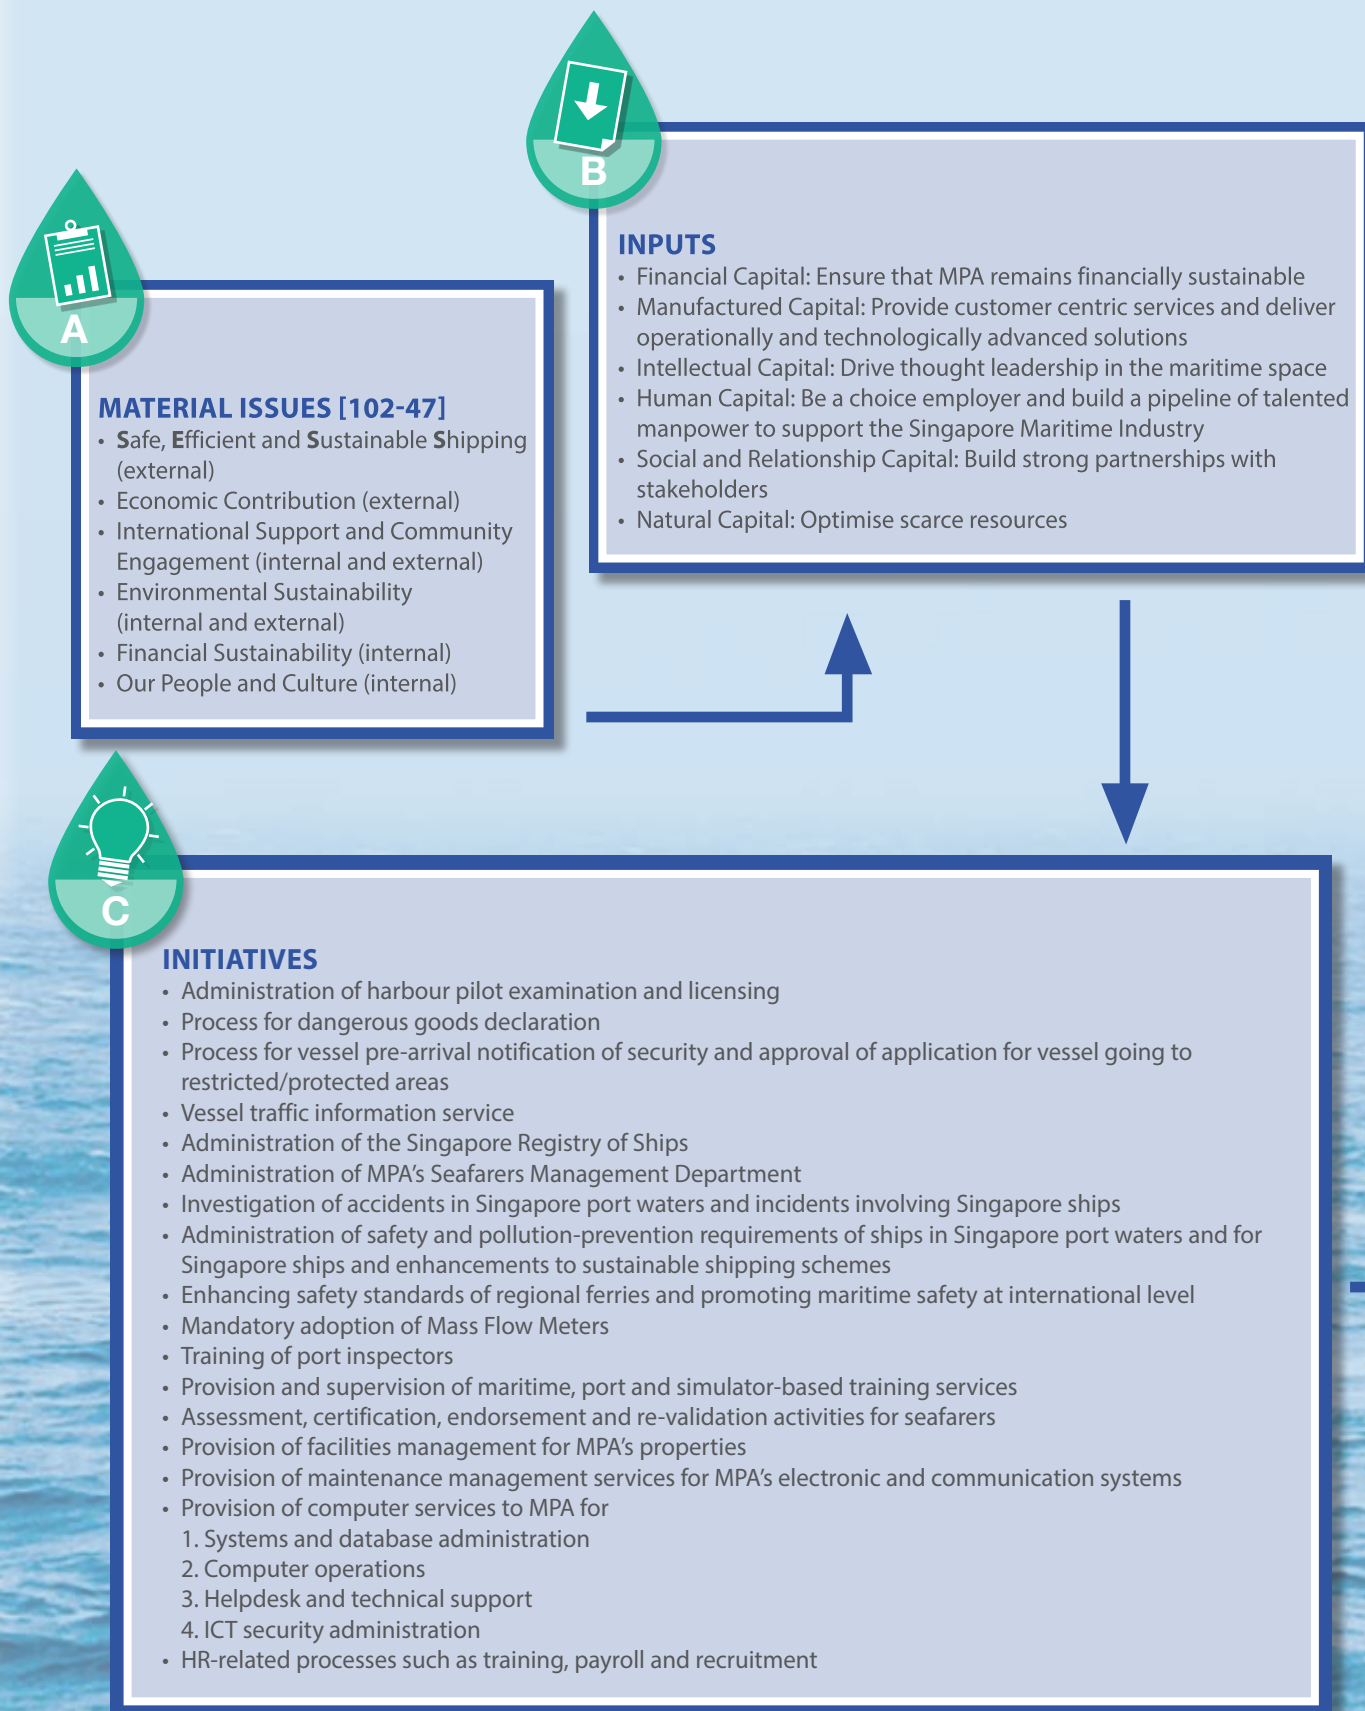 A
MATERIAL ISSUES [102-47]
• Safe, Efficient and Sustainable Shipping
(external)
• Economic Contribution (external)
• International Support and Community
Engagement (internal and external)
• Environmental Sustainability
(internal and external)
• Financial Sustainability (internal)
• Our People and Culture (internal)
B
INPUTS
• Financial Capital: Ensure that MPA remains financially sustainable
• Manufactured Capital: Provide customer centric services and deliver
operationally and technologically advanced solutions
• Intellectual Capital: Drive thought leadership in the maritime space
• Human Capital: Be a choice employer and build a pipeline of talented
manpower to support the Singapore Maritime Industry
• Social and Relationship Capital: Build strong partnerships with
stakeholders
• Natural Capital: Optimise scarce resources
C
INITIATIVES
• Administration of harbour pilot examination and licensing
• Process for dangerous goods declaration
• Process for vessel pre-arrival notification of security and approval of application for vessel going to
restricted/protected areas
• Vessel traffic information service
• Administration of the Singapore Registry of Ships
• Administration of MPA's Seafarers Management Department
• Investigation of accidents in Singapore port waters and incidents involving Singapore ships
• Administration of safety and pollution-prevention requirements of ships in Singapore port waters and for
Singapore ships and enhancements to sustainable shipping schemes
• Enhancing safety standards of regional ferries and promoting maritime safety at international level
• Mandatory adoption of Mass Flow Meters
• Training of port inspectors
• Provision and supervision of maritime, port and simulator-based training services
• Assessment, certification, endorsement and re-validation activities for seafarers
• Provision of facilities management for MPA's properties
• Provision of maintenance management services for MPA's electronic and communication systems
• Provision of computer services to MPA for
1. Systems and database administration
2. Computer operations
3. Helpdesk and technical support
4. ICT security administration
• HR-related processes such as training, payroll and recruitment